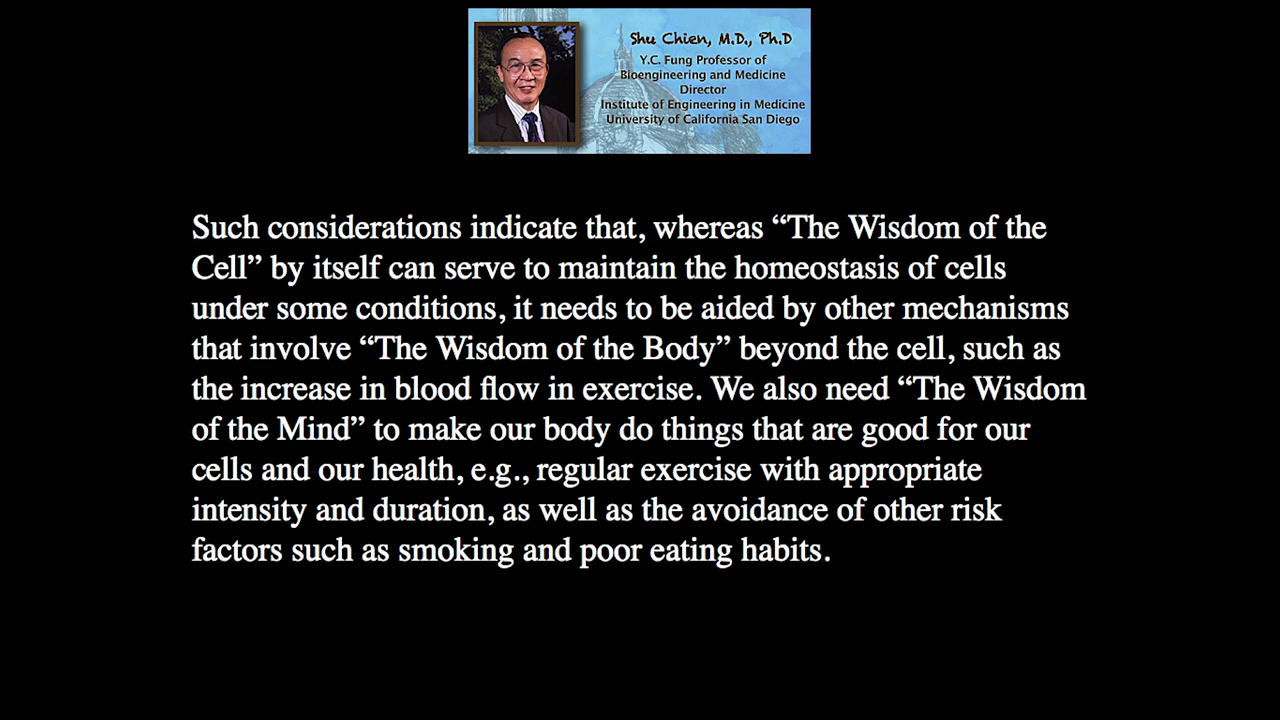 Shu Chien, M.D., Ph.D
Y.C. Fung Professor of
Bioengineering and Medicine
Director
Institute of Engineering in Medicine
University of California San Diego
Such considerations indicate that, whereas “The Wisdom of the
Cell” by itself can serve to maintain the homeostasis of cells
under some conditions, it needs to be aided by other mechanisms
that involve “The Wisdom of the Body” beyond the cell, such as
the increase in blood flow in exercise. We also need “The Wisdom
of the Mind” to make our body do things that are good for our
cells and our health, e.g., regular exercise with appropriate
intensity and duration, as well as the avoidance of other risk
factors such as smoking and poor eating habits.